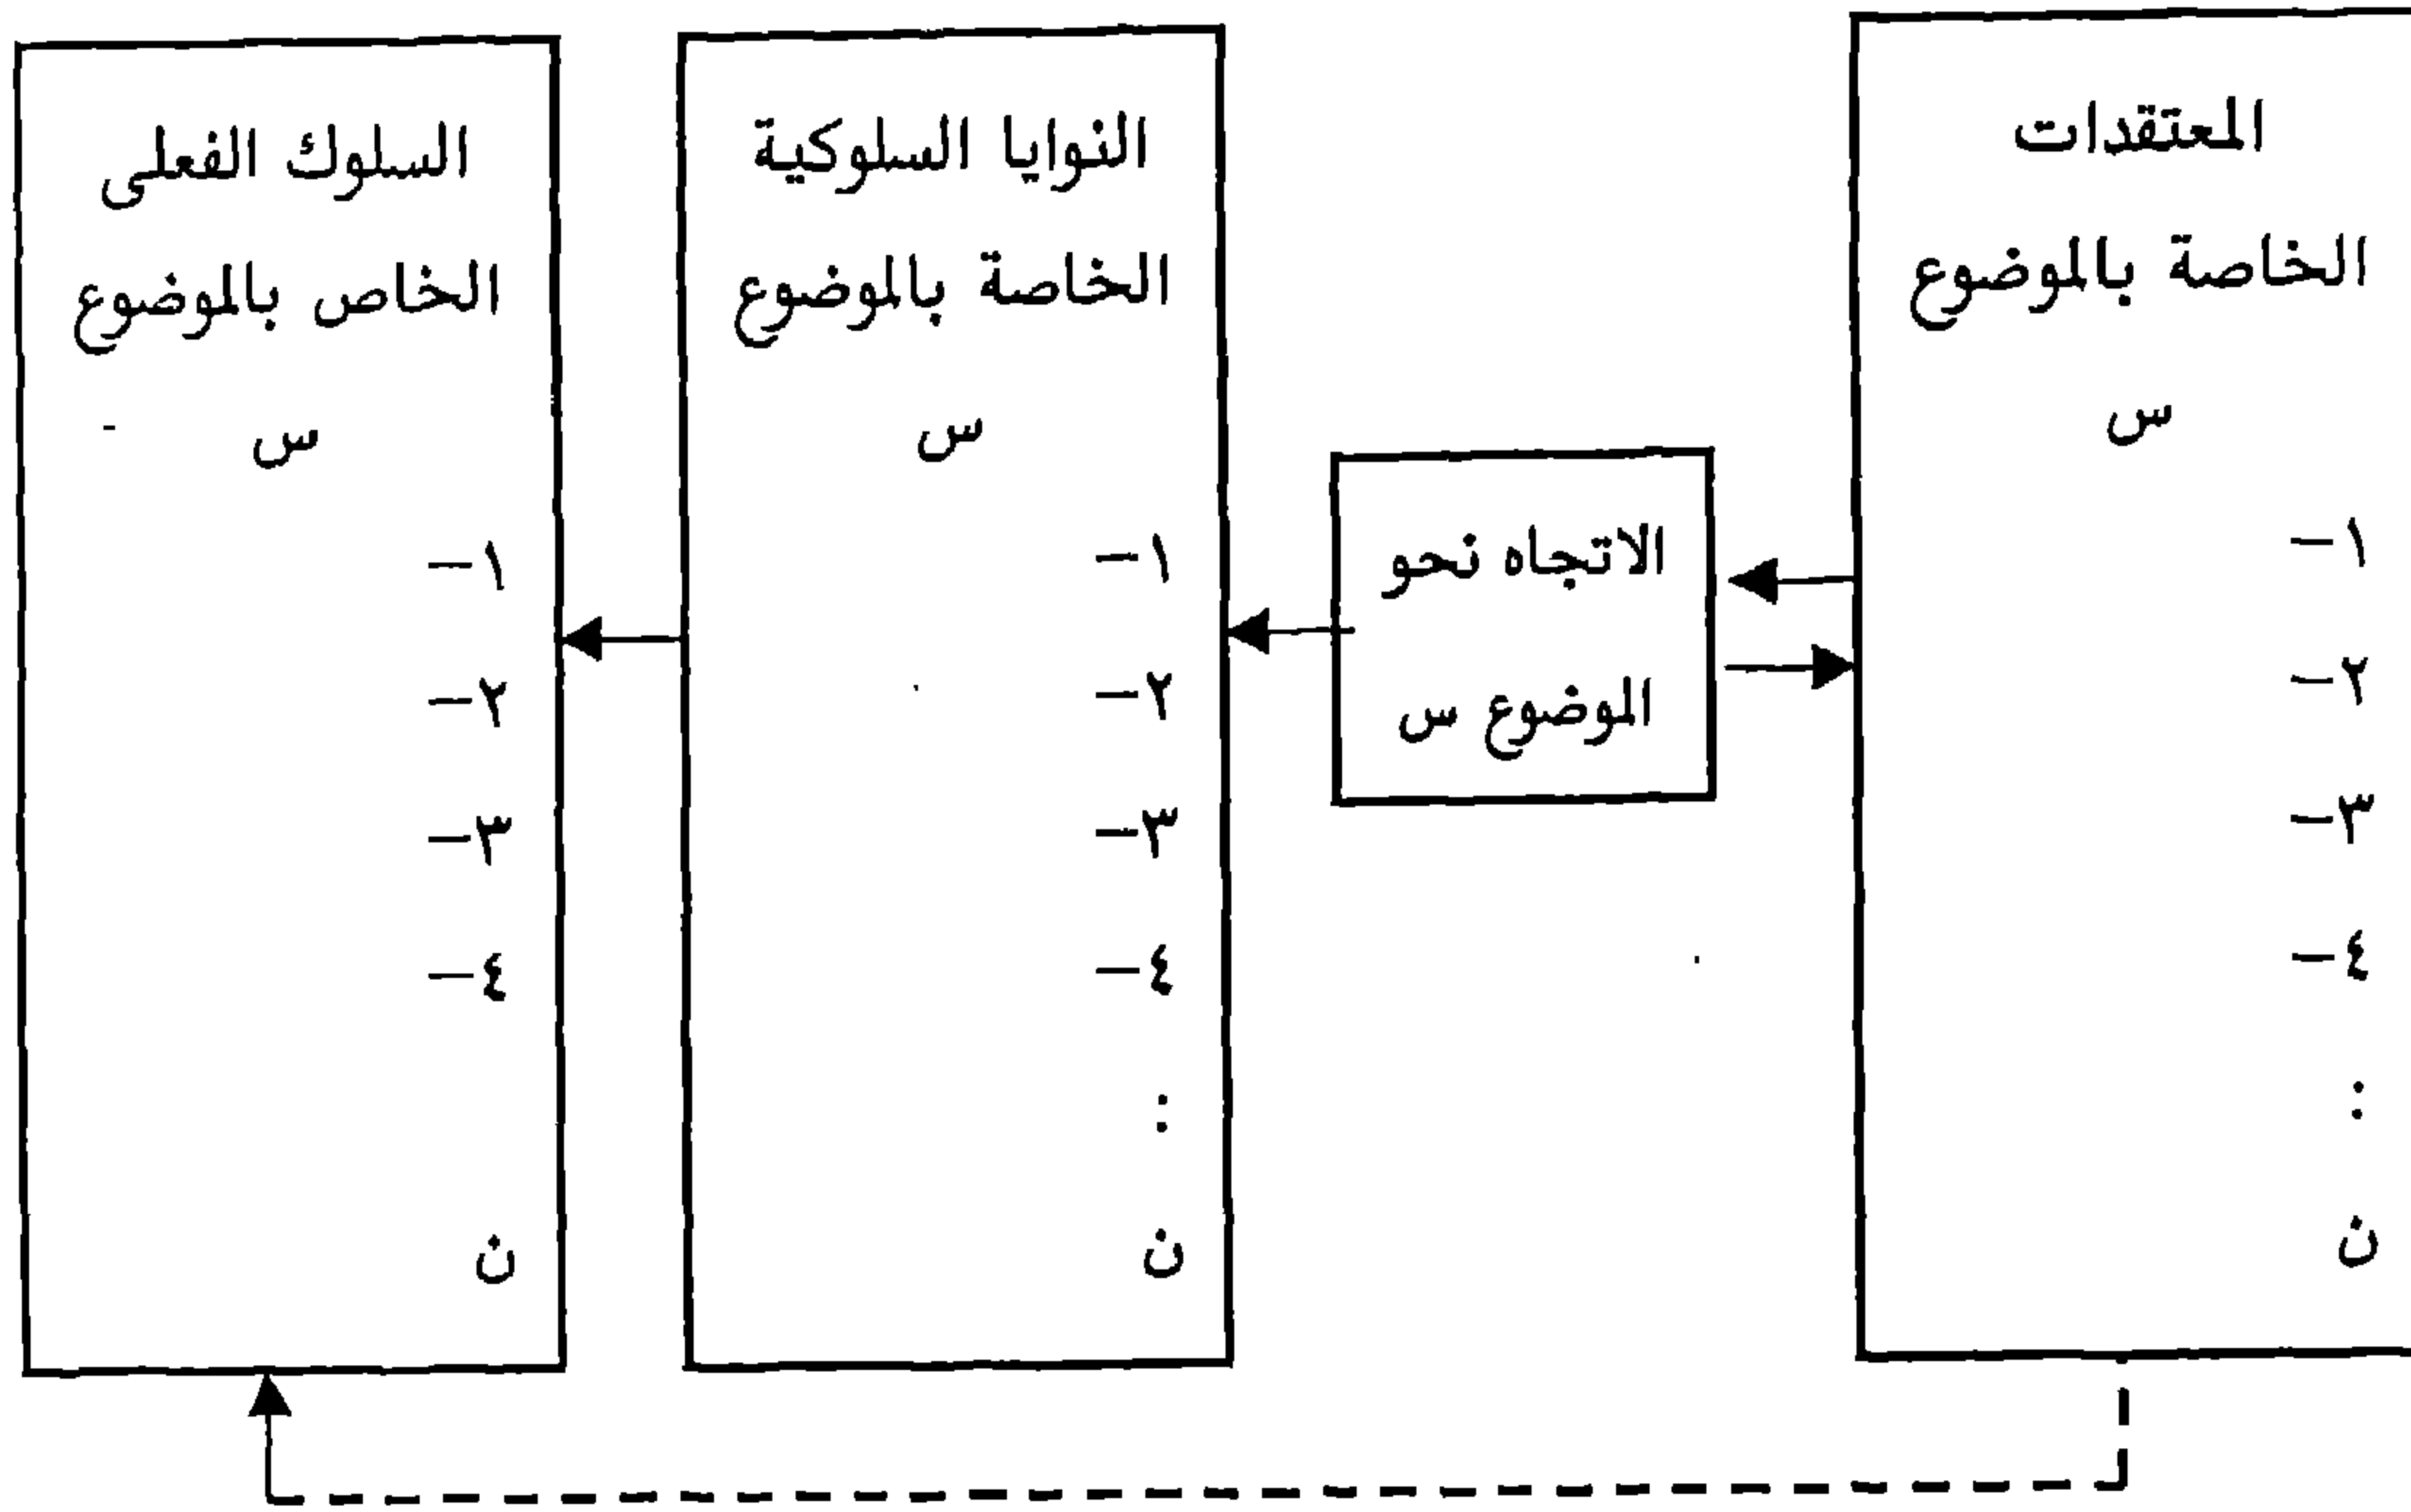 المعتقدات
الخاصة بالموضوع
س
١-
٢-
٣-
٤-
:
ن
الاتجاه نحو
الموضوع س
النوايا السلوكية
الخاصة بالموضوع
س
١-
٢-
٣-
٤-
:
ن
السلوك الفعلى
الخاص بالموضوع
س
١-
٢-
٣-
٤-
ن